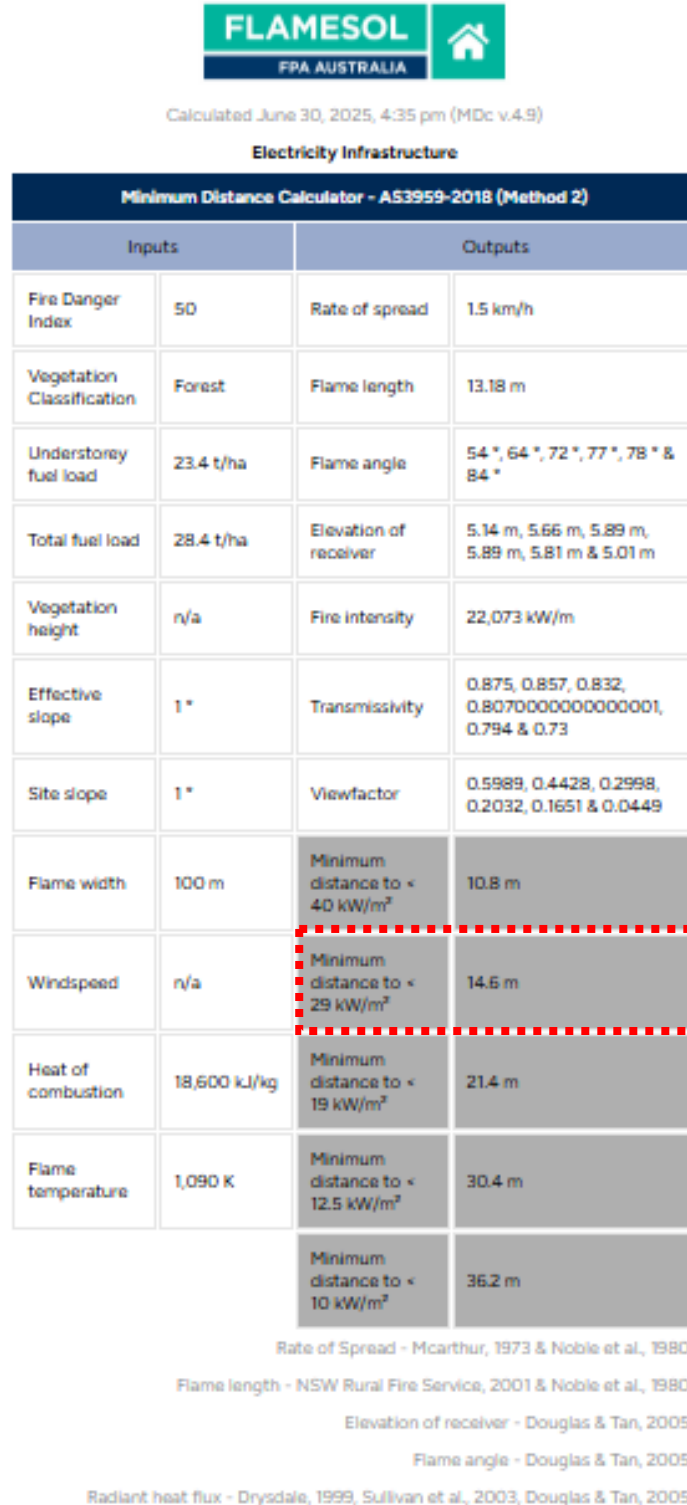 FLAMESOL
FPA AUSTRALIA
Calculated June 30, 2025, 4:35 pm (MDc v.4.9)
Electricity Infrastructure
Minimum Distance Calculator - AS3959-2018 (Method 2)
Inputs Outputs
Fire Danger
Index
50
Rate of spread
1.5 km/h
Vegetation
Classification
Forest
Flame length
13.18 m
Understorey
fuel load
23.4 t/ha
Flame angle
54 °, 64 °, 72 °, 77 °, 78 ° &
84 °
Total fuel load
28.4 t/ha
Elevation of
receiver
5.14 m, 5.66 m, 5.89 m,
5.89 m, 5.81 m & 5.01 m
Vegetation
height
n/a
Fire intensity
22,073 kW/m
Effective
slope
1 °
Transmissivity
0.875, 0.857, 0.832,
0.8070000000000001,
0.794 & 0.73
Site slope
1 °
Viewfactor
0.5989, 0.4428, 0.2998,
0.2032, 0.1651 & 0.0449
Flame width
100 m
Minimum
distance to <
40 kW/m²
10.8 m
Windspeed
n/a
Minimum
distance to <
29 kW/m²
14.6 m
Heat of
combustion
18,600 kJ/kg
Minimum
distance to <
19 kW/m²
21.4 m
Flame
temperature
1,090 K
Minimum
distance to <
12.5 kW/m²
30.4 m
Minimum
distance to <
10 kW/m²
36.2 m
Rate of Spread - Mcarthur, 1973 & Noble et al., 1980
Flame length - NSW Rural Fire Service, 2001 & Noble et al., 1980
Elevation of receiver - Douglas & Tan, 2005
Flame angle - Douglas & Tan, 2005
Radiant heat flux - Drysdale, 1999, Sullivan et al., 2003, Douglas & Tan, 2005